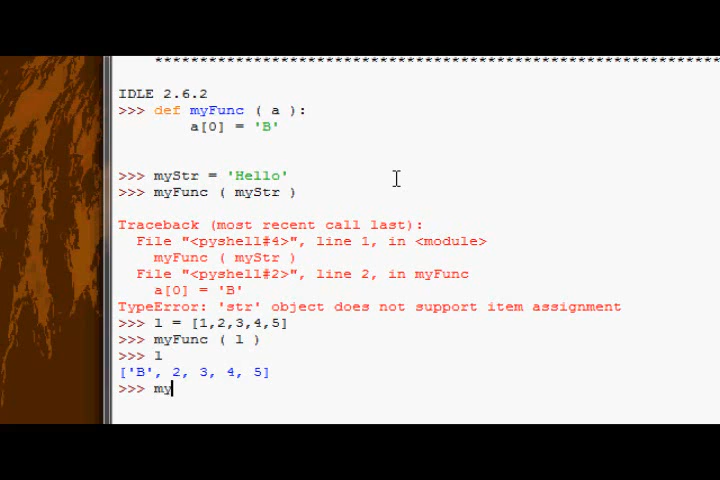 ********************************************************************
IDLE 2.6.2
>>> def myFunc ( a ):
        a[0] = 'B'
>>> myStr = 'Hello'
>>> myFunc ( myStr )
Traceback (most recent call last):
  File "<pyshell#4>", line 1, in <module>
    myFunc ( myStr )
  File "<pyshell#2>", line 2, in myFunc
    a[0] = 'B'
TypeError: 'str' object does not support item assignment
>>> l = [1,2,3,4,5]
>>> myFunc ( l )
>>> l
['B', 2, 3, 4, 5]
>>> my